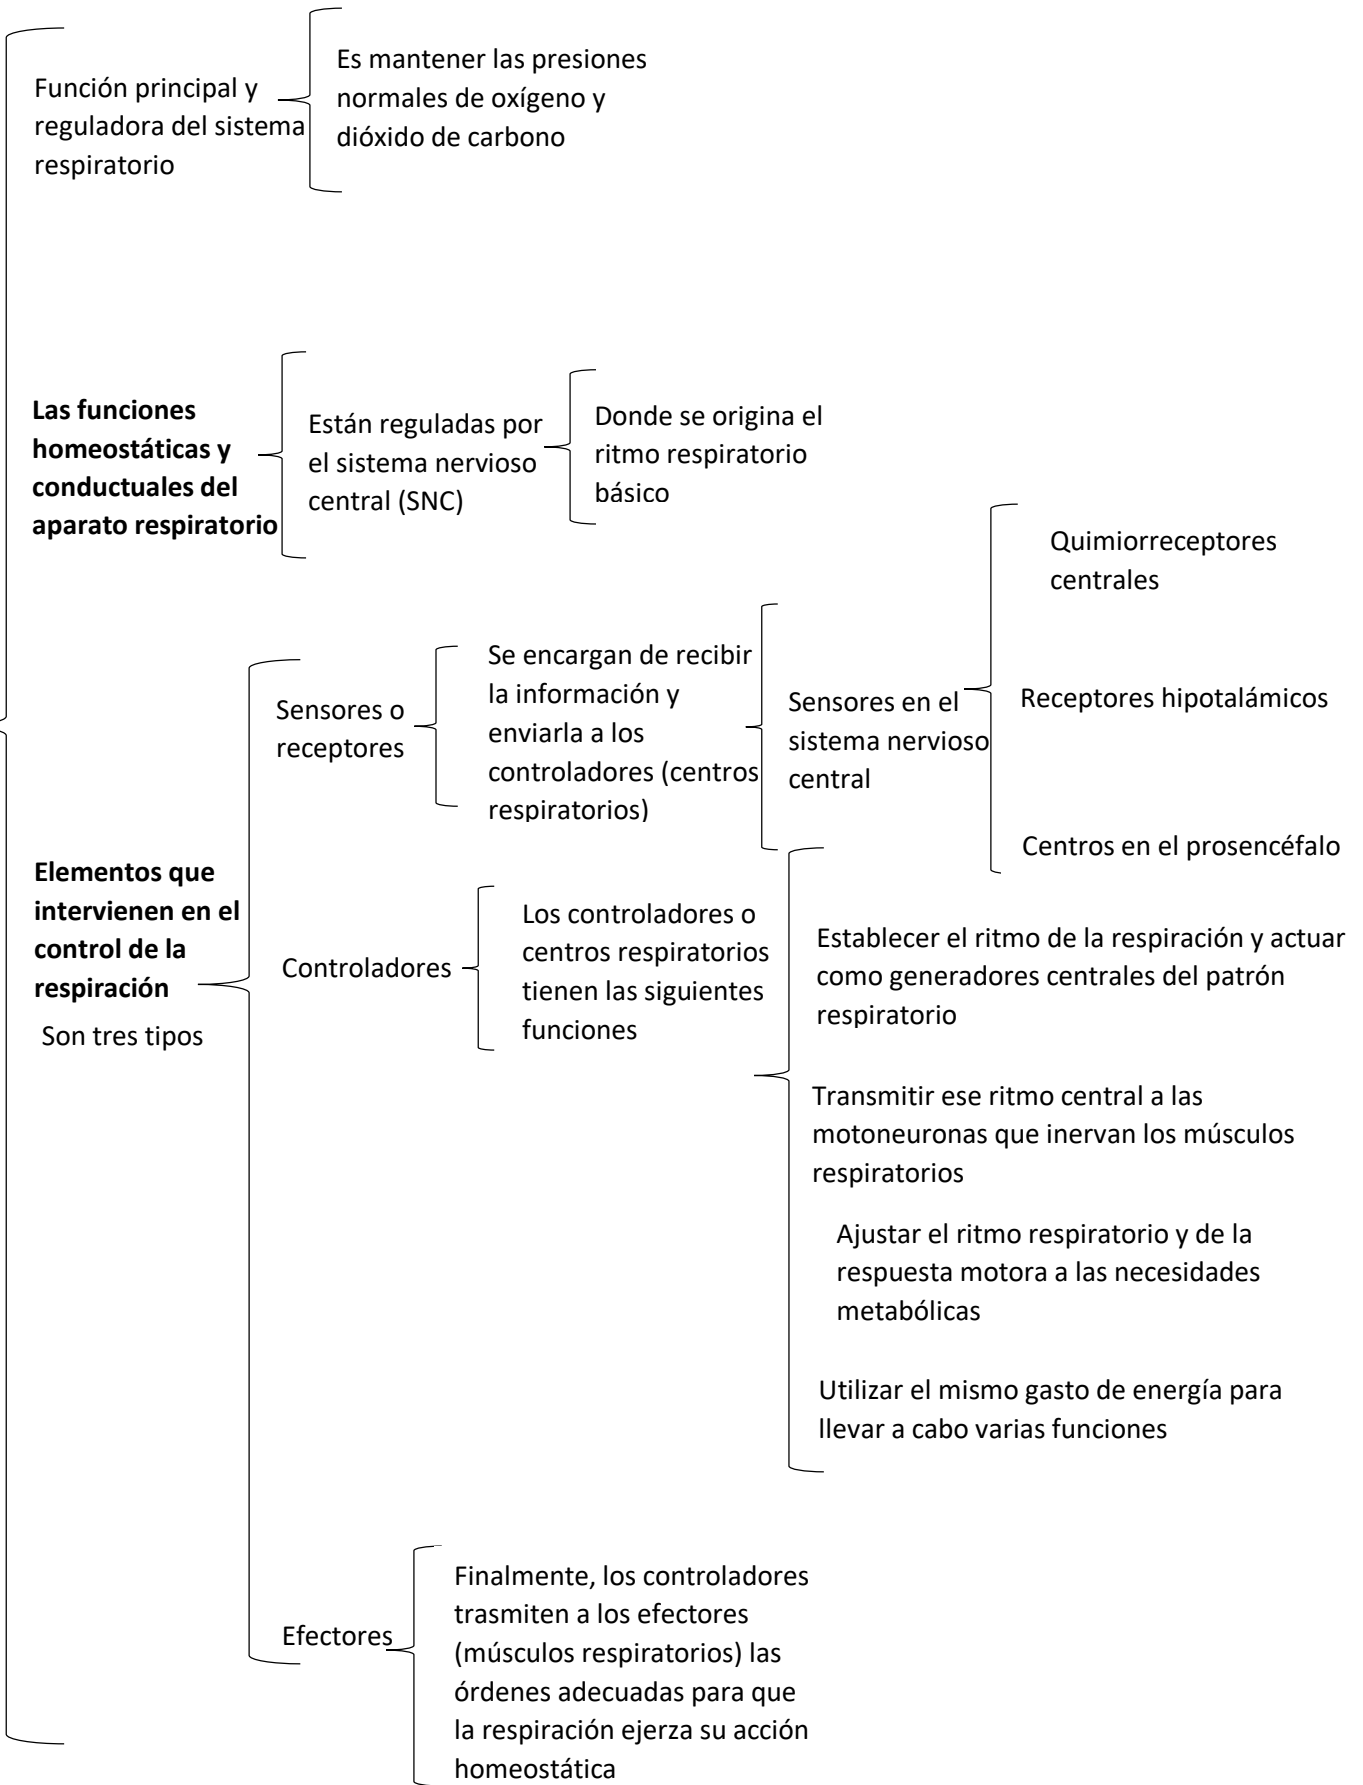 Función principal y
reguladora del sistema
respiratorio
Es mantener las presiones
normales de oxígeno y
dióxido de carbono
Las funciones
homeostáticas y
conductuales del
aparato respiratorio
Están reguladas por
el sistema nervioso
central (SNC)
Donde se origina el
ritmo respiratorio
básico
Elementos que
intervienen en el
control de la
respiración
Son tres tipos
Sensores o
receptores
Se encargan de recibir
la información y
enviarla a los
controladores (centros
respiratorios)
Sensores en el
sistema nervioso
central
Quimiorreceptores
centrales
Receptores hipotalámicos
Centros en el prosencéfalo
Controladores
Los controladores o
centros respiratorios
tienen las siguientes
funciones
Establecer el ritmo de la respiración y actuar
como generadores centrales del patrón
respiratorio
Transmitir ese ritmo central a las
motoneuronas que inervan los músculos
respiratorios
Ajustar el ritmo respiratorio y de la
respuesta motora a las necesidades
metabólicas
Utilizar el mismo gasto de energía para
llevar a cabo varias funciones
Efectores
Finalmente, los controladores
trasmiten a los efectores
(músculos respiratorios) las
órdenes adecuadas para que
la respiración ejerza su acción
homeostática